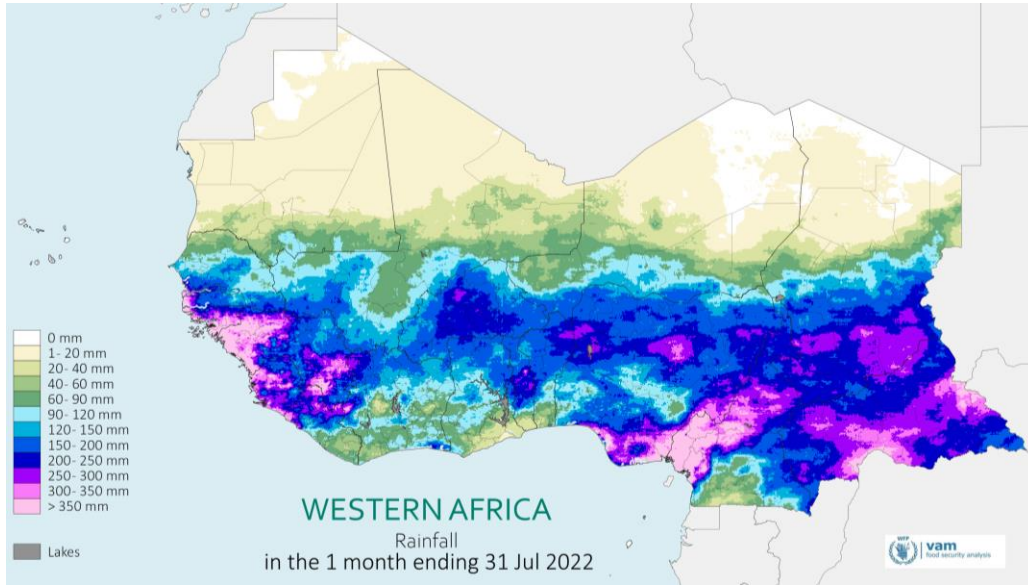 0 mm
1- 20 mm
20- 40 mm
40- 60 mm
60- 90 mm
90- 120 mm
120- 150 mm
150- 200 mm
200- 250 mm
250- 300 mm
300- 350 mm
> 350 mm
Lakes
WESTERN AFRICA
Rainfall
in the 1 month ending 31 Jul 2022
WFP
vam
food security analysis